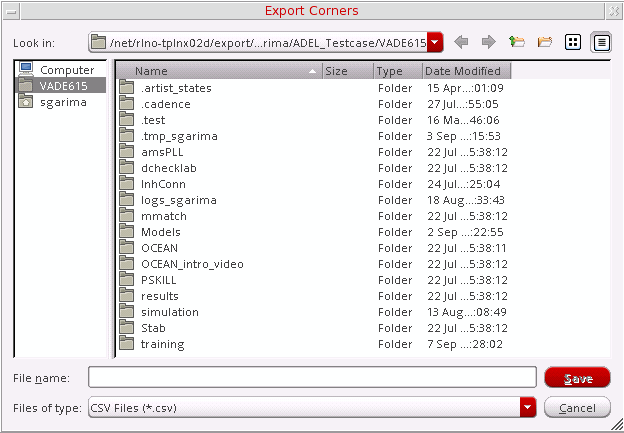 Export Corners
Look in: /net/rlno-tplnx02d/export/...rima/ADEL_Testcase/VADE615
Computer
VADE615
sgarima
Name Size Type Date Modified
.artist_states Folder 15 Apr...:01:09
.cadence Folder 27 Jul...:55:05
.test Folder 16 Ma...46:06
.tmp_sgarima Folder 3 Sep ...:15:53
amsPLL Folder 22 Jul ...5:38:12
dchecklab Folder 22 Jul ...5:38:12
InhConn Folder 24 Jul...:25:04
logs_sgarima Folder 18 Aug...:33:43
mmatch Folder 22 Jul ...5:38:12
Models Folder 2 Sep ...:22:55
OCEAN Folder 22 Jul ...5:38:11
OCEAN_intro_video Folder 22 Jul ...5:38:12
PSKILL Folder 22 Jul ...5:38:12
results Folder 22 Jul ...5:38:12
simulation Folder 13 Aug...:08:49
Stab Folder 22 Jul ...5:38:12
training Folder 7 Sep ...:28:02
File name: Save
Files of type: CSV Files (*.csv) Cancel